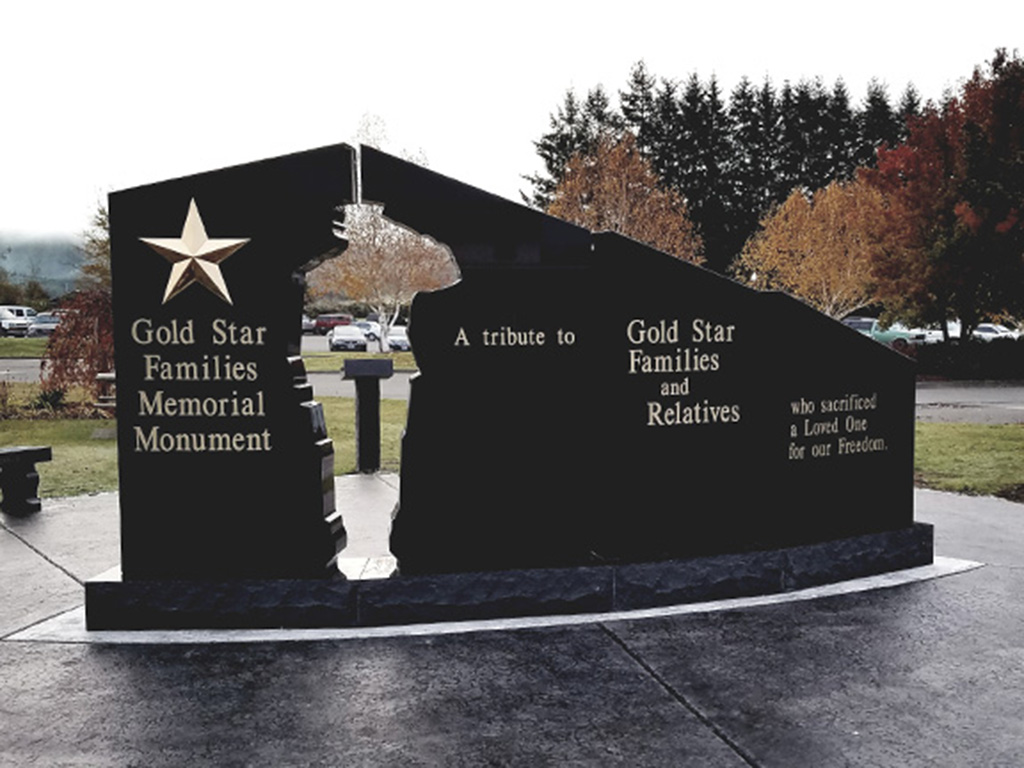 Gold Star
Families
Memorial
Monument
A tribute to
Gold Star
Families
and
Relatives
who sacrificed
a Loved One
for our Freedom.